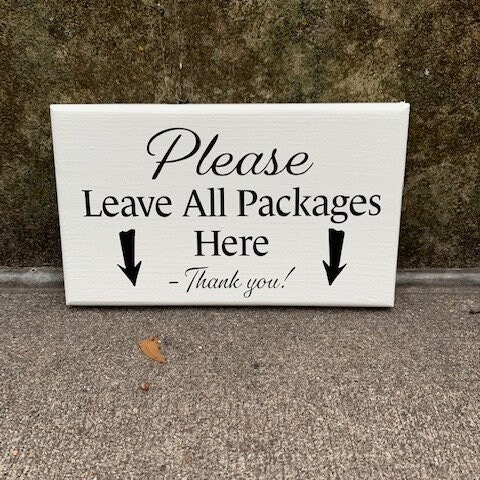 Please
Leave All Packages
Here
- Thank you!